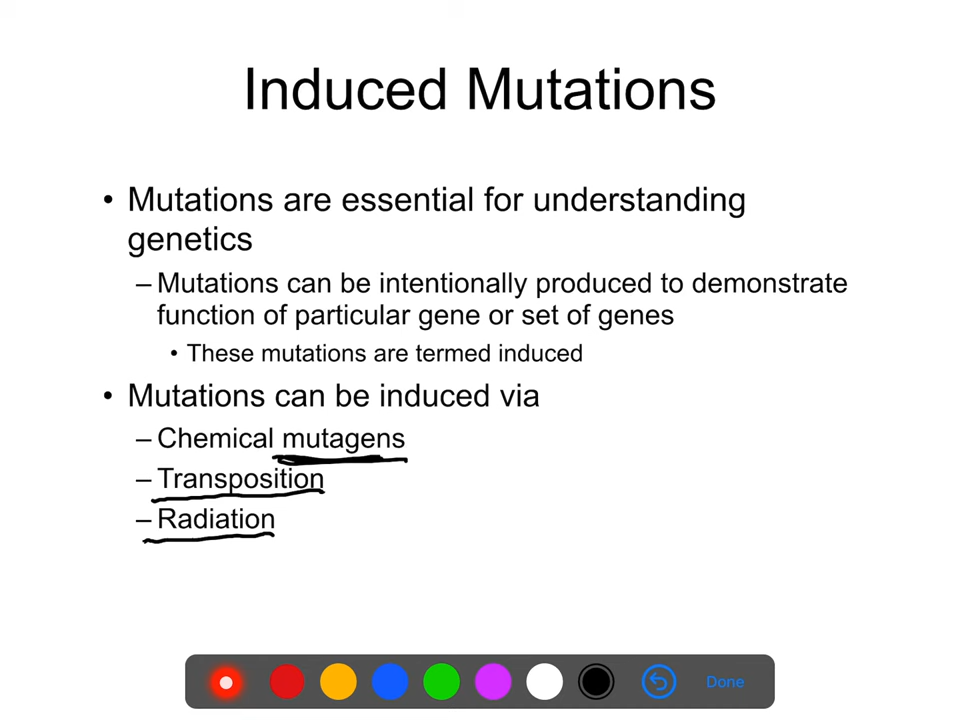 Induced Mutations
• Mutations are essential for understanding
genetics
– Mutations can be intentionally produced to demonstrate
function of particular gene or set of genes
• These mutations are termed induced
• Mutations can be induced via
– Chemical mutagens
– Transposition
– Radiation
Done